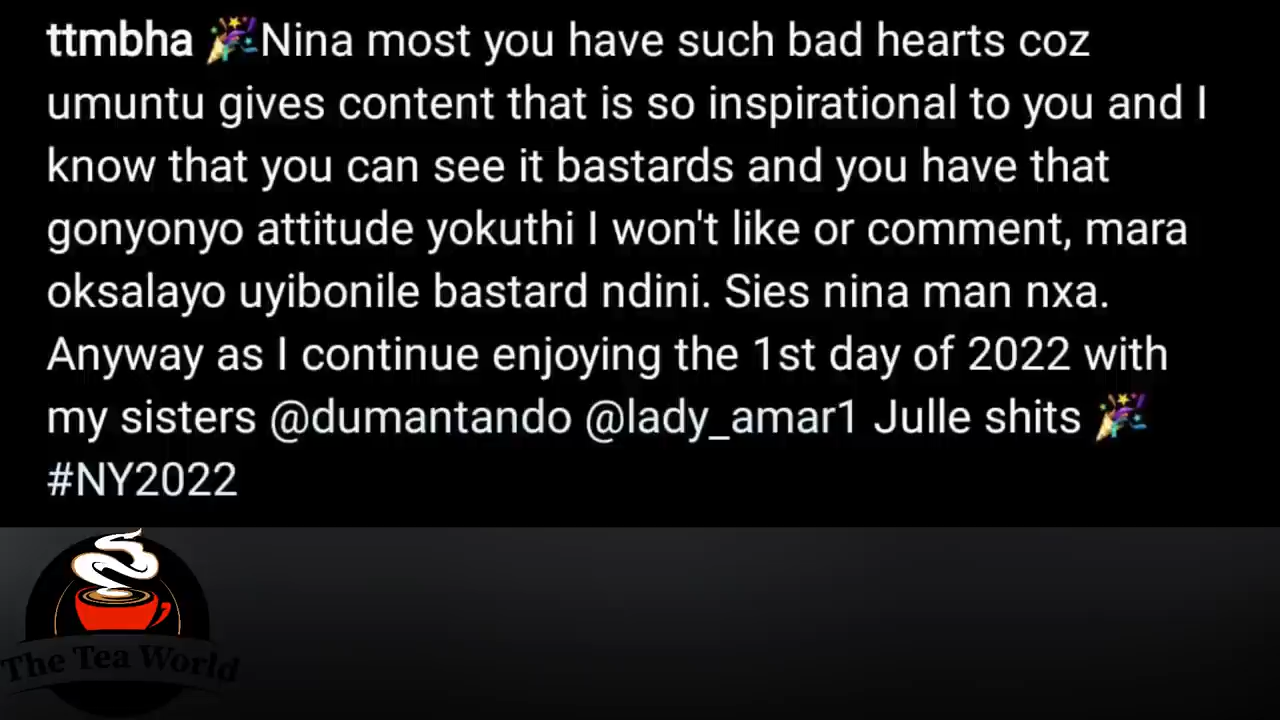 ttmbha 🎉Nina most you have such bad hearts coz
umuntu gives content that is so inspirational to you and I
know that you can see it bastards and you have that
gonyonyo attitude yokuthi I won't like or comment, mara
oksalayo uyibonile bastard ndini. Sies nina man nxa.
Anyway as I continue enjoying the 1st day of 2022 with
my sisters @dumantando @lady_amar1 Julle shits 🎉
#NY2022
The Tea World